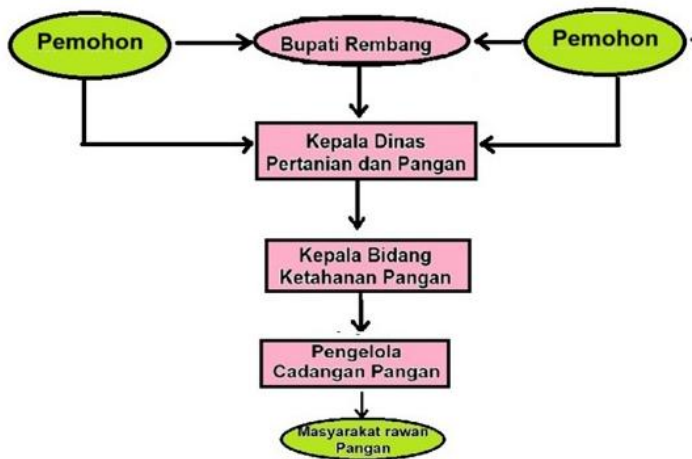 Pemohon
Bupati Rembang
Pemohon
Kepala Dinas
Pertanian dan Pangan
Kepala Bidang
Ketahanan Pangan
Pengelola
Cadangan Pangan
Masyarakat rawan
Pangan